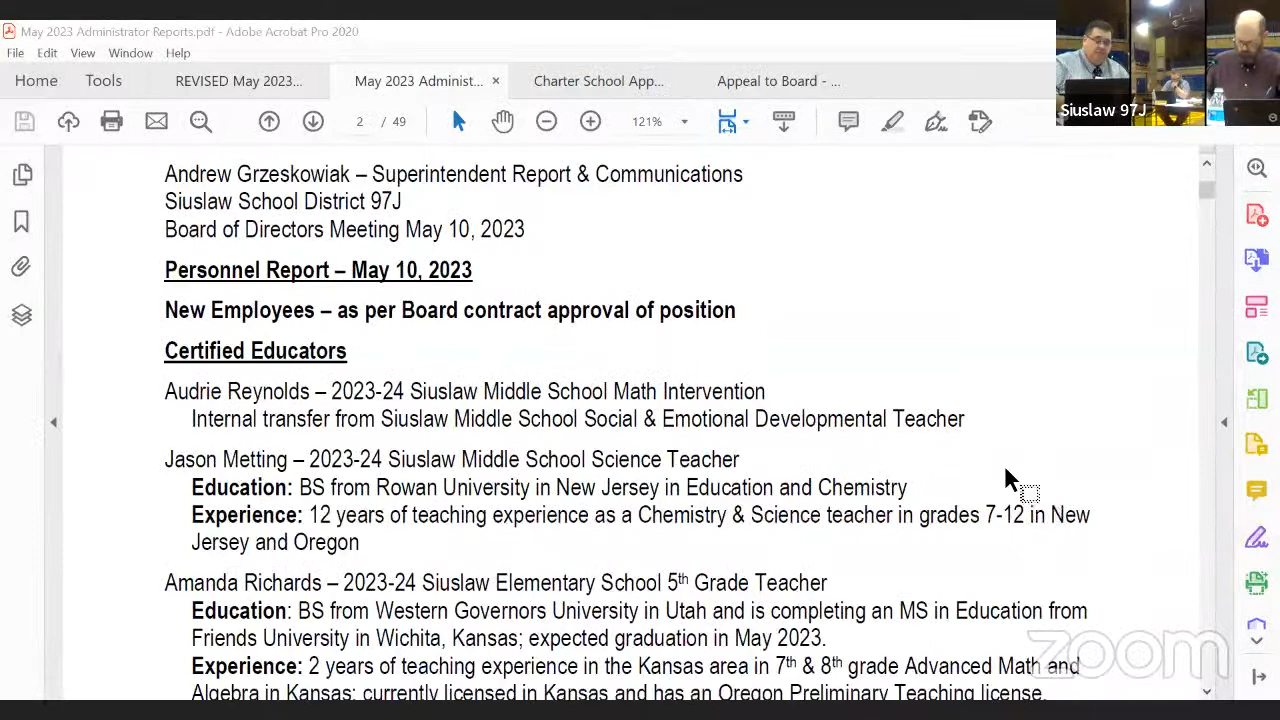 May 2023 Administrator Reports.pdf - Adobe Acrobat Pro 2020
File Edit View Window Help
Home Tools REVISED May 2023... May 2023 Administ... × Charter School App... Appeal to Board - ...
2 / 49 121%
Siuslaw 97J
Andrew Grzeskowiak – Superintendent Report & Communications
Siuslaw School District 97J
Board of Directors Meeting May 10, 2023
Personnel Report – May 10, 2023
New Employees – as per Board contract approval of position
Certified Educators
Audrie Reynolds – 2023-24 Siuslaw Middle School Math Intervention
Internal transfer from Siuslaw Middle School Social & Emotional Developmental Teacher
Jason Metting – 2023-24 Siuslaw Middle School Science Teacher
Education: BS from Rowan University in New Jersey in Education and Chemistry
Experience: 12 years of teaching experience as a Chemistry & Science teacher in grades 7-12 in New
Jersey and Oregon
Amanda Richards – 2023-24 Siuslaw Elementary School 5th Grade Teacher
Education: BS from Western Governors University in Utah and is completing an MS in Education from
Friends University in Wichita, Kansas; expected graduation in May 2023.
Experience: 2 years of teaching experience in the Kansas area in 7th & 8th grade Advanced Math and
Algebra in Kansas; currently licensed in Kansas and has an Oregon Preliminary Teaching license.
zoom